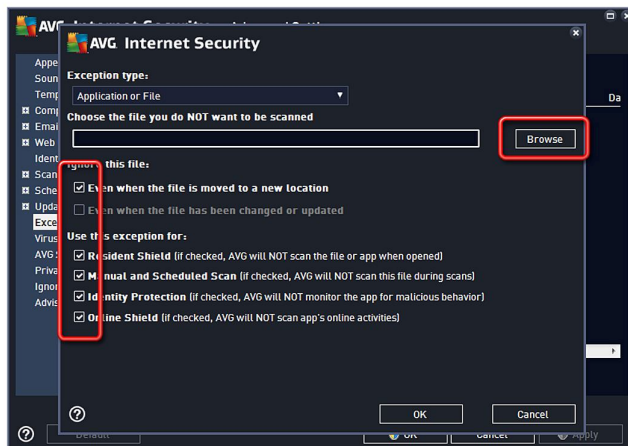 AVG Internet Security
Exception type:
Application or File
Choose the file you do NOT want to be scanned
Browse
Ignore this file:
Even when the file is moved to a new location
Even when the file has been changed or updated
Use this exception for:
Resident Shield (if checked, AVG will NOT scan the file or app when opened)
Manual and Scheduled Scan (if checked, AVG will NOT scan this file during scans)
Identity Protection (if checked, AVG will NOT monitor the app for malicious behavior)
Online Shield (if checked, AVG will NOT scan app's online activities)
OK
Cancel
AV
Appe
Soun
Temp
Comp
Emai
Web
Ident
Scan
Sche
Upda
Exce
Virus
AVG
Priva
Ignor
Advis
Da
Default
OK
Cancel
Apply